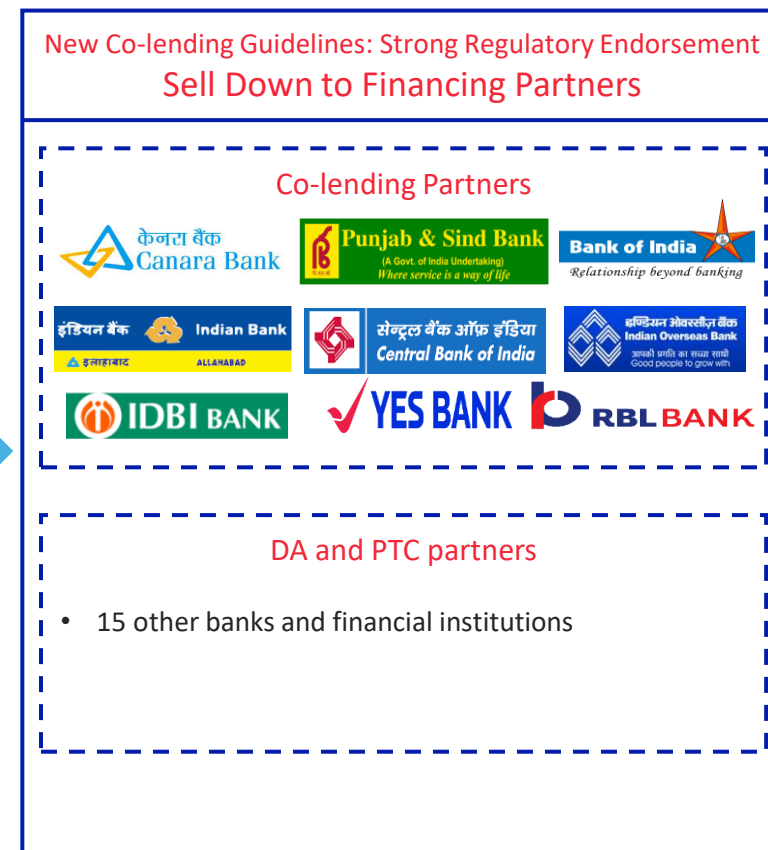 New Co-lending Guidelines: Strong Regulatory Endorsement
Sell Down to Financing Partners
Co-lending Partners
केनरा बैंक
Canara Bank
Punjab & Sind Bank
(A Govt. of India Undertaking)
Where service is a way of life
Bank of India
Relationship beyond banking
इंडियन बैंक Indian Bank
इलाहाबाद ALLAHABAD
सेन्ट्रल बैंक ऑफ़ इंडिया
Central Bank of India
इण्डियन ओवरसीज़ बैंक
Indian Overseas Bank
आपकी प्रगति का सच्चा साथी
Good people to grow with
IDBI BANK
YES BANK
RBL BANK
DA and PTC partners
• 15 other banks and financial institutions